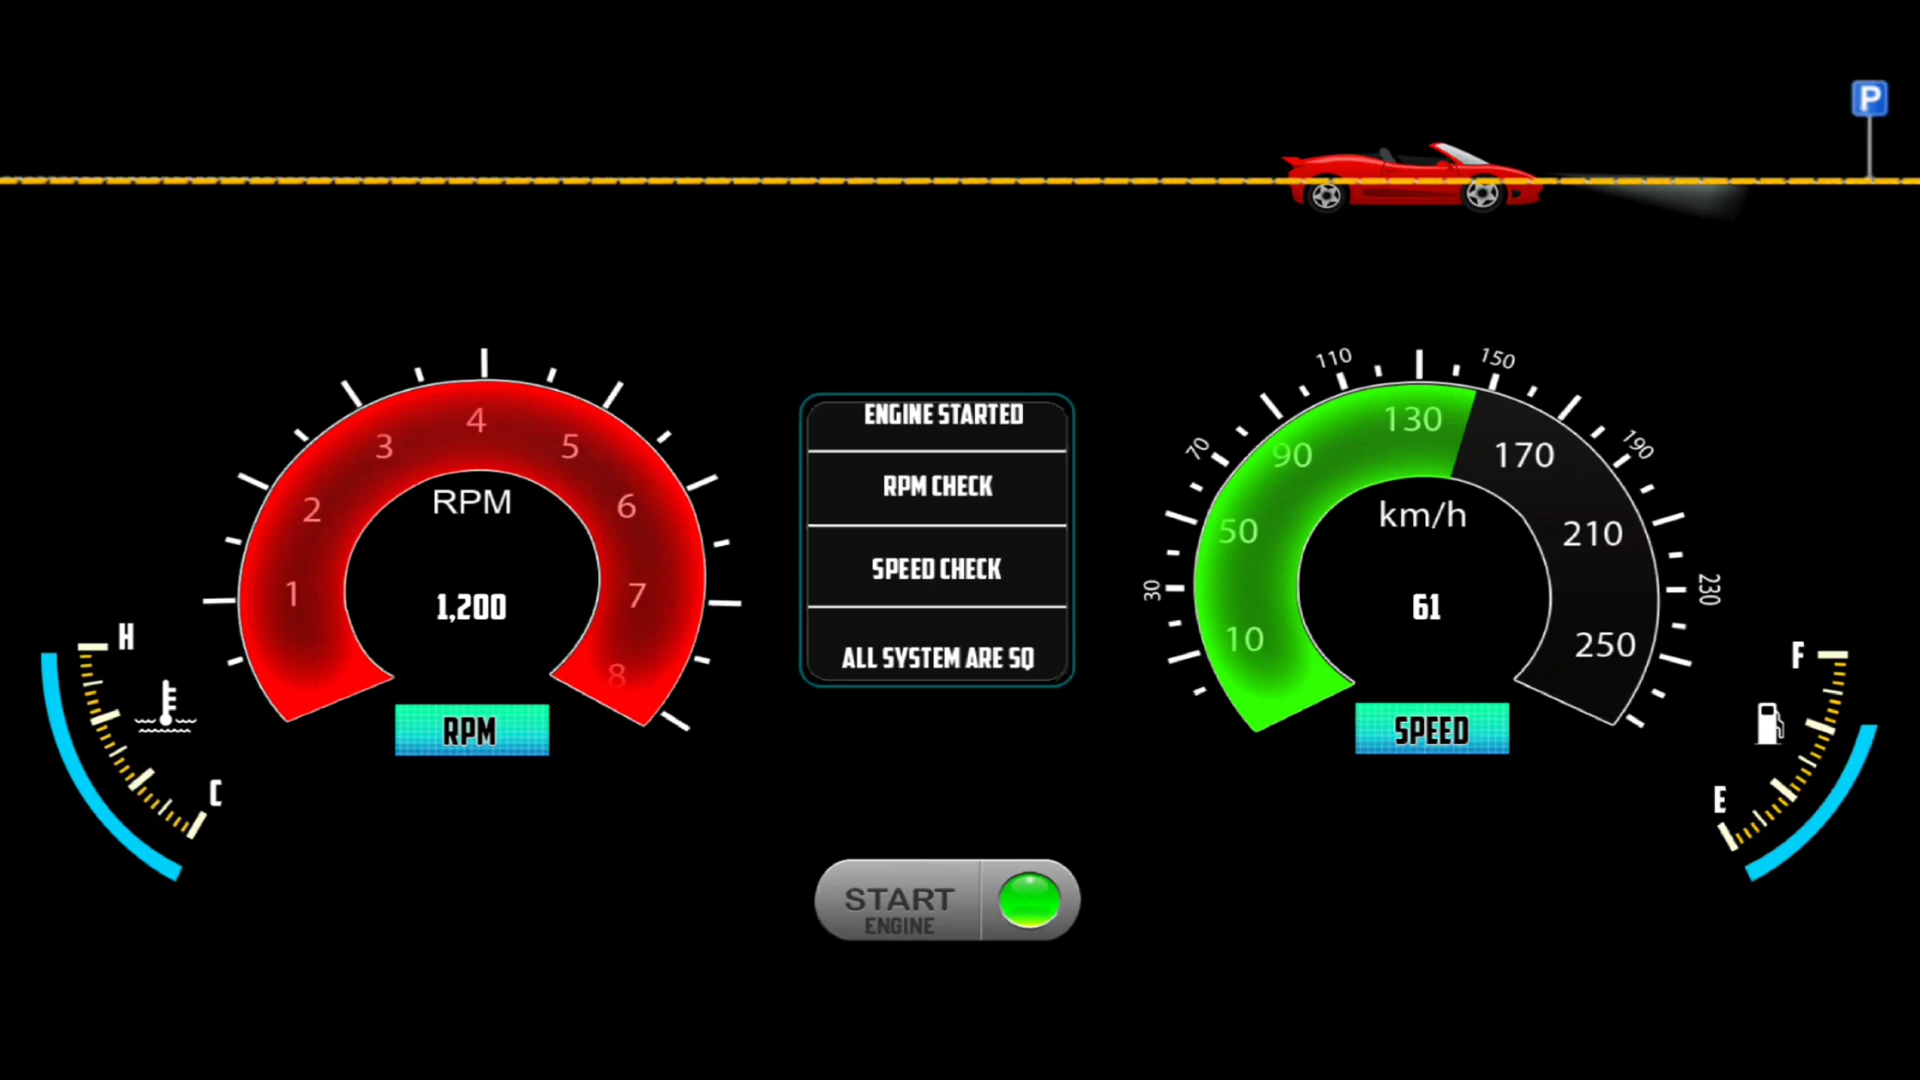 P
110
150
4
130
3
5
70
90
170
190
RPM
km/h
2
6
50
210
1
7
30
230
1,200
61
8
10
250
ENGINE STARTED
RPM CHECK
SPEED CHECK
ALL SYSTEM ARE SQ
H
C
RPM
SPEED
F
E
START
ENGINE